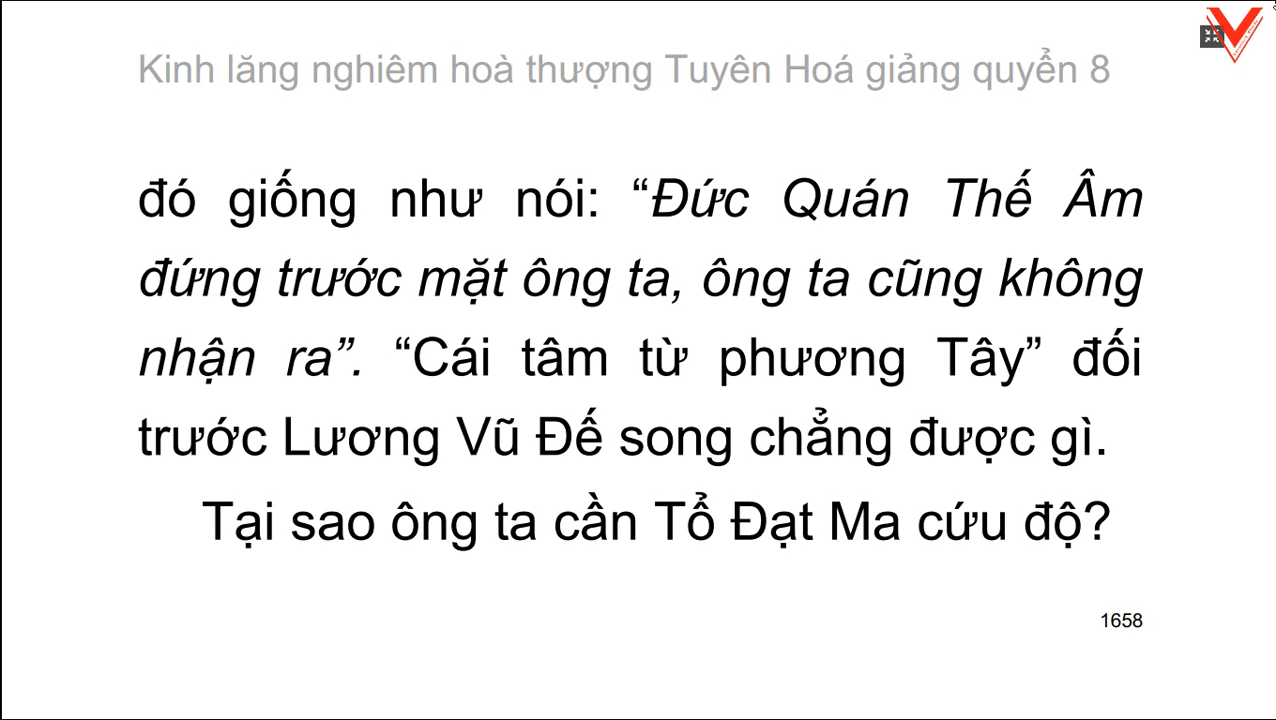 Kinh lăng nghiêm hoà thượng Tuyên Hoá giảng quyển 8
đó giống như nói: “Đức Quán Thế Âm
đứng trước mặt ông ta, ông ta cũng không
nhận ra”. “Cái tâm từ phương Tây” đối
trước Lương Vũ Đế song chẳng được gì.
Tại sao ông ta cần Tổ Đạt Ma cứu độ?
1658